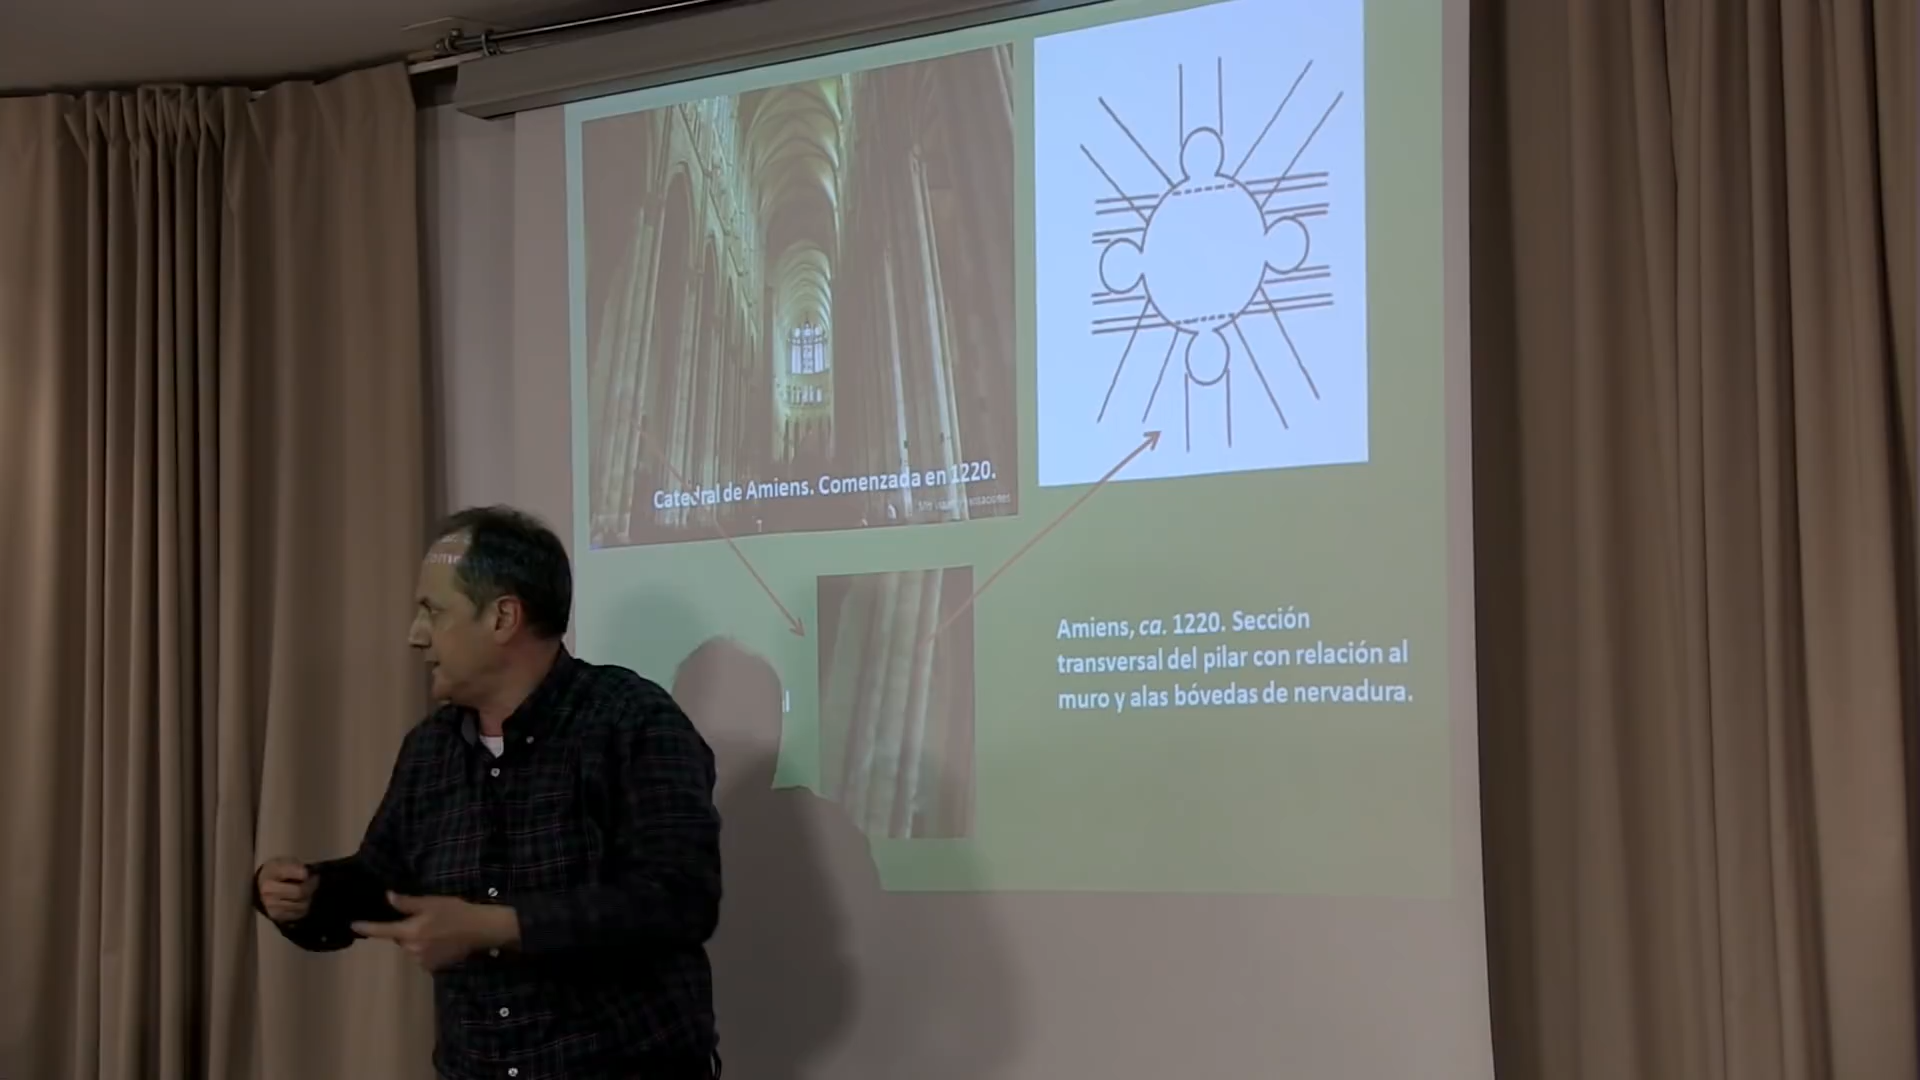 Catedral de Amiens. Comenzada en 1220.
Amiens, ca. 1220. Sección
transversal del pilar con relación al
muro y alas bóvedas de nervadura.